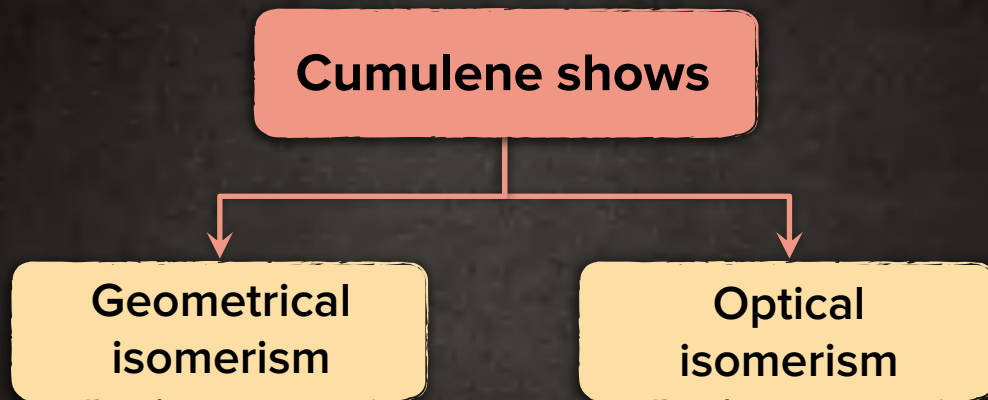 Cumulene shows
Geometrical
isomerism
Optical
isomerism